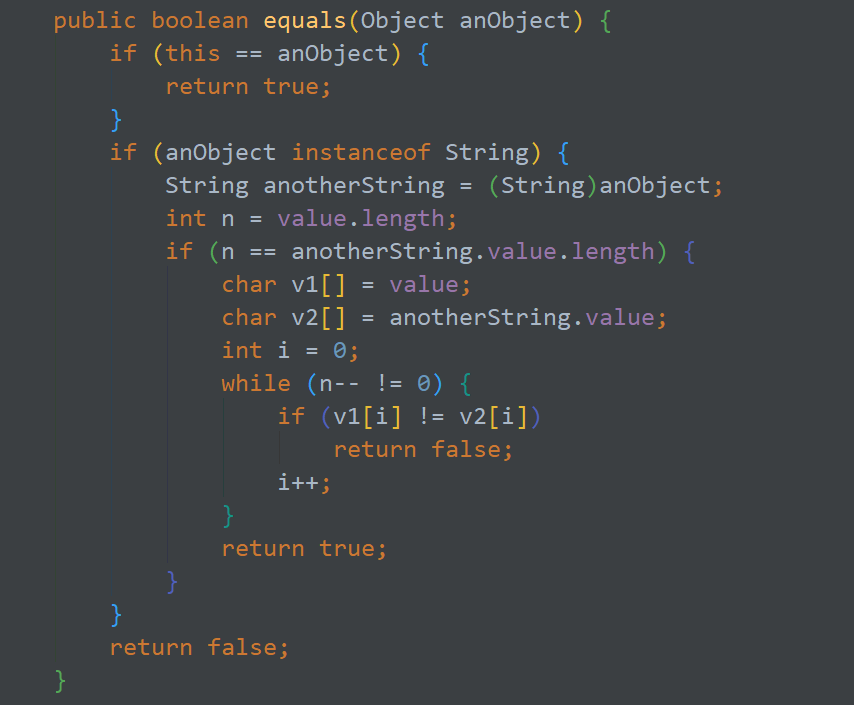 public boolean equals(Object anObject) {
    if (this == anObject) {
        return true;
    }
    if (anObject instanceof String) {
        String anotherString = (String)anObject;
        int n = value.length;
        if (n == anotherString.value.length) {
            char v1[] = value;
            char v2[] = anotherString.value;
            int i = 0;
            while (n-- != 0) {
                if (v1[i] != v2[i])
                    return false;
                i++;
            }
            return true;
        }
    }
    return false;
}